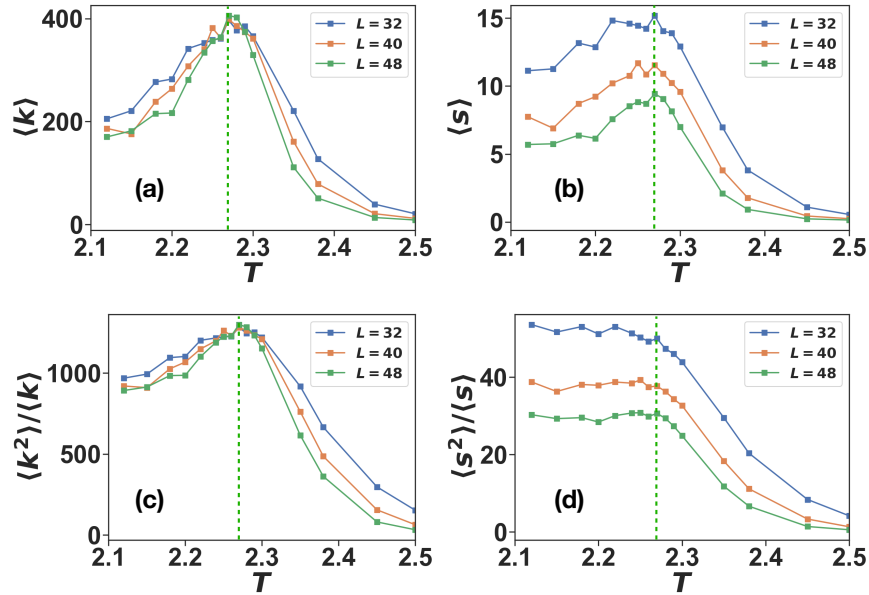 400
200
0
⟨k⟩
L = 32
L = 40
L = 48
(a)
2.1 2.2 2.3 2.4 2.5
T
15
10
5
0
⟨s⟩
L = 32
L = 40
L = 48
(b)
2.1 2.2 2.3 2.4 2.5
T
1000
500
0
⟨k²⟩/⟨k⟩
L = 32
L = 40
L = 48
(c)
2.1 2.2 2.3 2.4 2.5
T
40
20
0
⟨s²⟩/⟨s⟩
L = 32
L = 40
L = 48
(d)
2.1 2.2 2.3 2.4 2.5
T